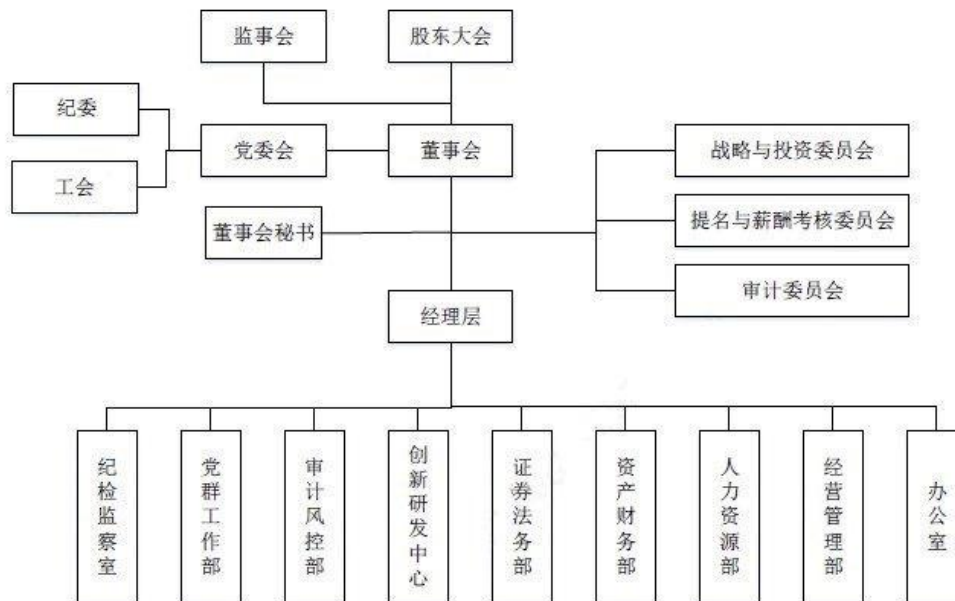 监事会
股东大会
纪委
党委会
董事会
战略与投资委员会
工会
提名与薪酬考核委员会
董事会秘书
审计委员会
经理层
纪检监察室
党群工作部
审计风控部
创新研发中心
证券法务部
资产财务部
人力资源部
经营管理部
办公室